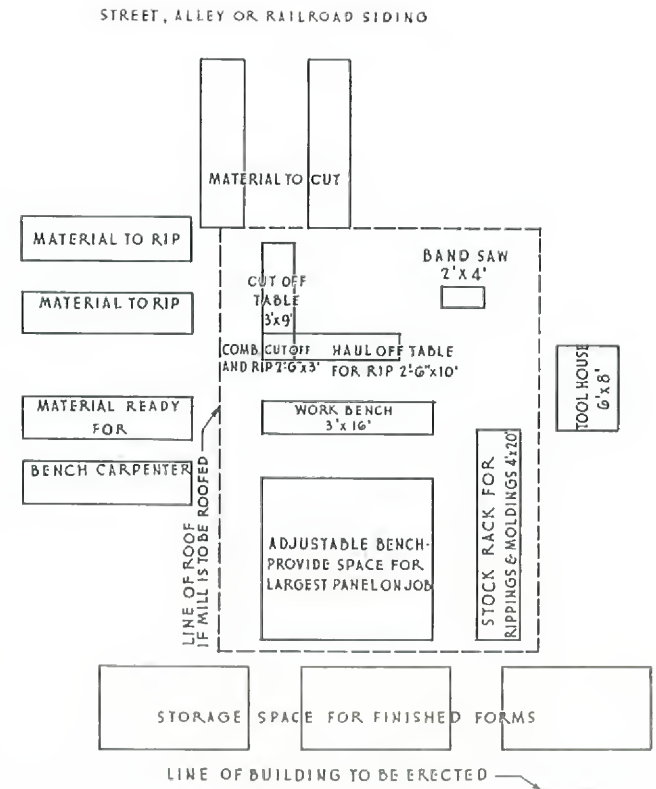 STREET, ALLEY OR RAILROAD SIDING
MATERIAL TO CUT
MATERIAL TO RIP
BAND SAW
2'X 4'
CUT OFF
TABLE
3'x9'
MATERIAL TO RIP
COMB. CUTOFF
AND RIP 2'-6"x3'
HAUL OFF TABLE
FOR RIP 2'-6"x10'
TOOL HOUSE
6'x8'
MATERIAL READY
FOR
BENCH CARPENTER
WORK BENCH
3'x 16'
LINE OF ROOF
IF MILL IS TO BE ROOFED
ADJUSTABLE BENCH-
PROVIDE SPACE FOR
LARGEST PANEL ON JOB
STOCK RACK FOR
RIPPINGS & MOLDINGS 4'x20'
STORAGE SPACE FOR FINISHED FORMS
LINE OF BUILDING TO BE ERECTED